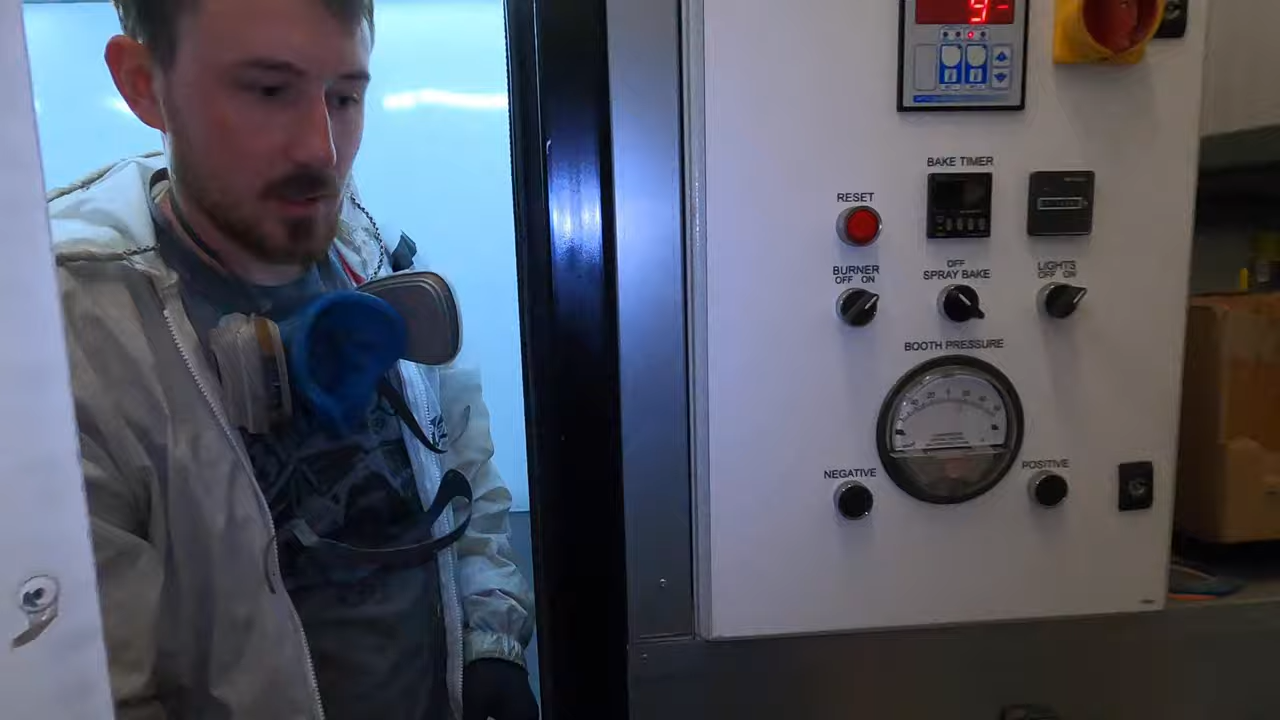 9-
BAKE TIMER
RESET
OFF
BURNER
SPRAY BAKE
LIGHTS
OFF ON
OFF ON
BOOTH PRESSURE
NEGATIVE
POSITIVE